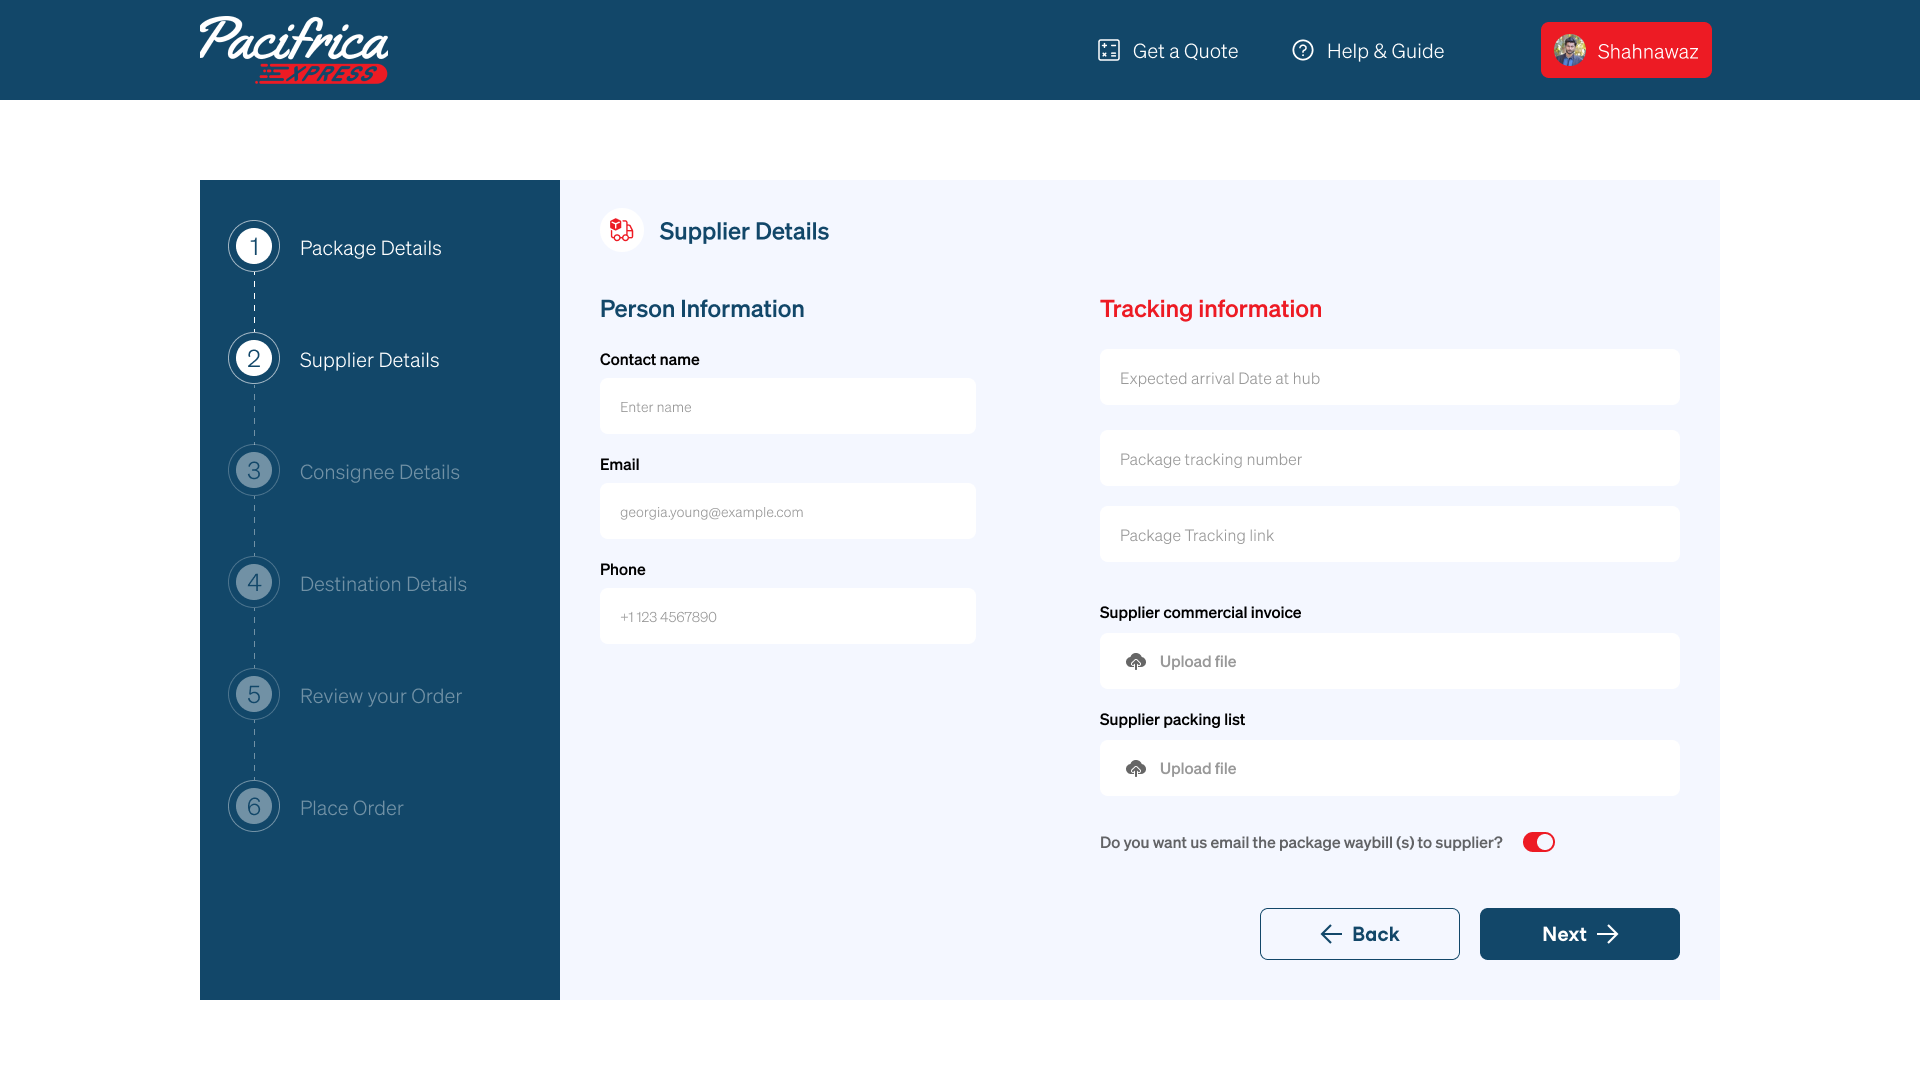 Pacifrica
XPRESS
Get a Quote
Help & Guide
Shahnawaz
1
Package Details
2
Supplier Details
3
Consignee Details
4
Destination Details
5
Review your Order
6
Place Order
Supplier Details
Person Information
Contact name
Enter name
Email
georgia.young@example.com
Phone
+1 123 4567890
Tracking information
Expected arrival Date at hub
Package tracking number
Package Tracking link
Supplier commercial invoice
Upload file
Supplier packing list
Upload file
Do you want us email the package waybill (s) to supplier?
Back
Next